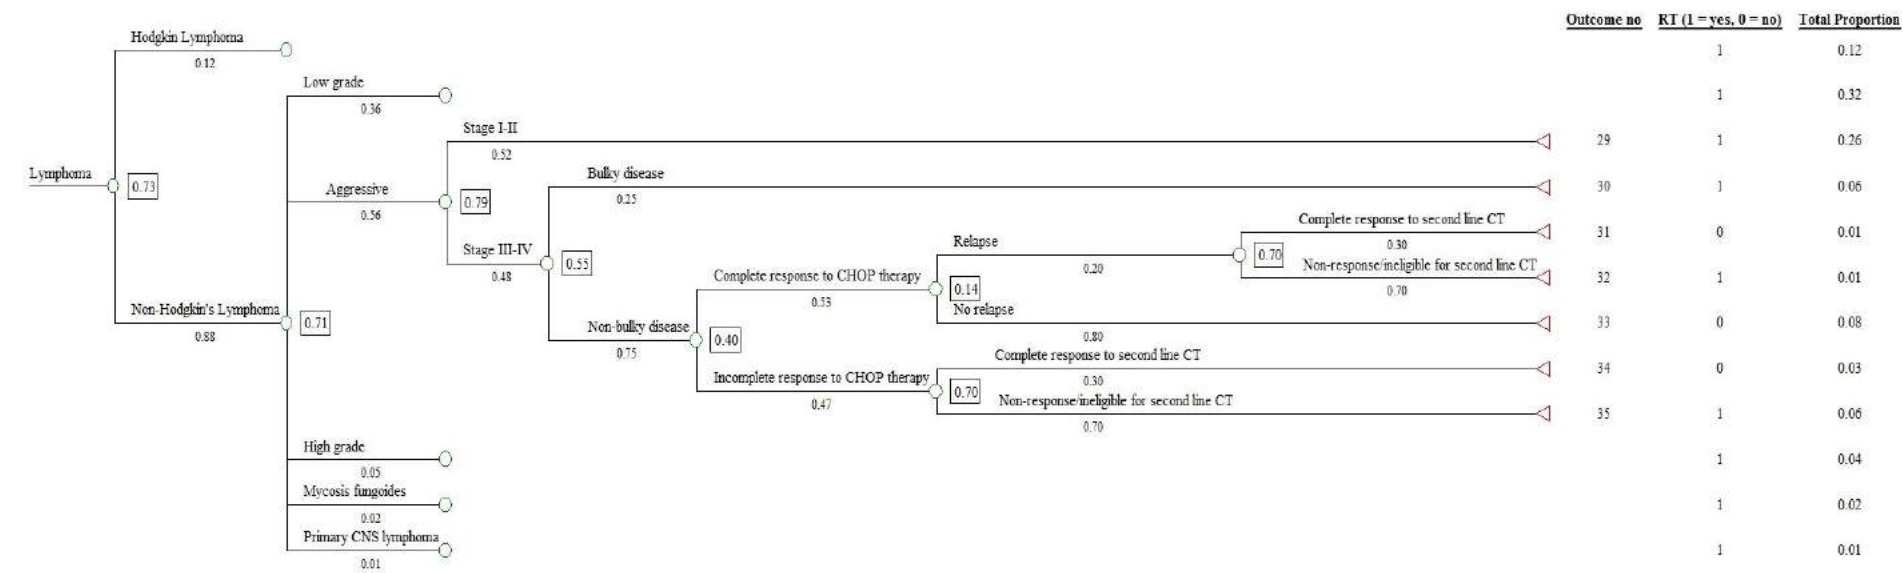 Outcome no RT (1 = yes, 0 = no) Total Proportion
Hodgkin Lymphoma
0.12
1 0.12
Low grade
0.36
1 0.32
Stage I-II
0.52
29 1 0.26
Lymphoma
0.73
Aggressive
0.56
0.79
Bulky disease
0.25
30 1 0.06
Stage III-IV
0.48
0.55
Complete response to second line CT
0.30
31 0 0.01
Relapse
0.20
0.70
Non-response/ineligible for second line CT
0.70
32 1 0.01
Complete response to CHOP therapy
0.53
0.14
No relapse
0.80
33 0 0.08
Non-Hodgkin's Lymphoma
0.88
0.71
Non-bulky disease
0.75
0.40
Complete response to second line CT
0.30
34 0 0.03
Incomplete response to CHOP therapy
0.47
0.70
Non-response/ineligible for second line CT
0.70
35 1 0.06
High grade
0.05
1 0.04
Mycosis fungoides
0.02
1 0.02
Primary CNS lymphoma
0.01
1 0.01